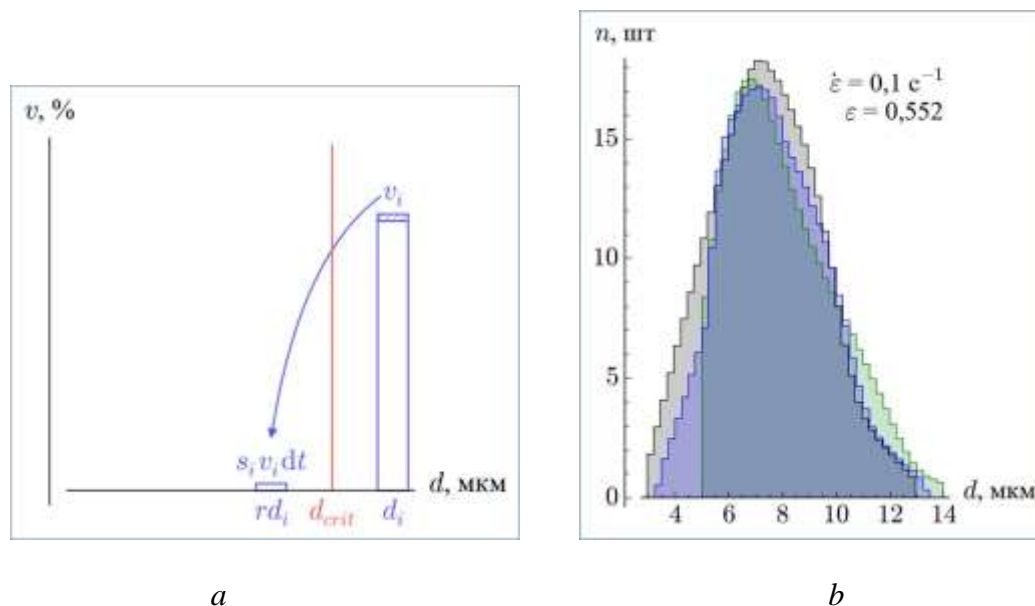 v, %
v_i
s_i v_i dt
d, мкм
rd_i d_crit d_i
a
n, шт
ε̇ = 0,1 с⁻¹
ε = 0,552
15
10
5
0
4 6 8 10 12 14
d, мкм
b